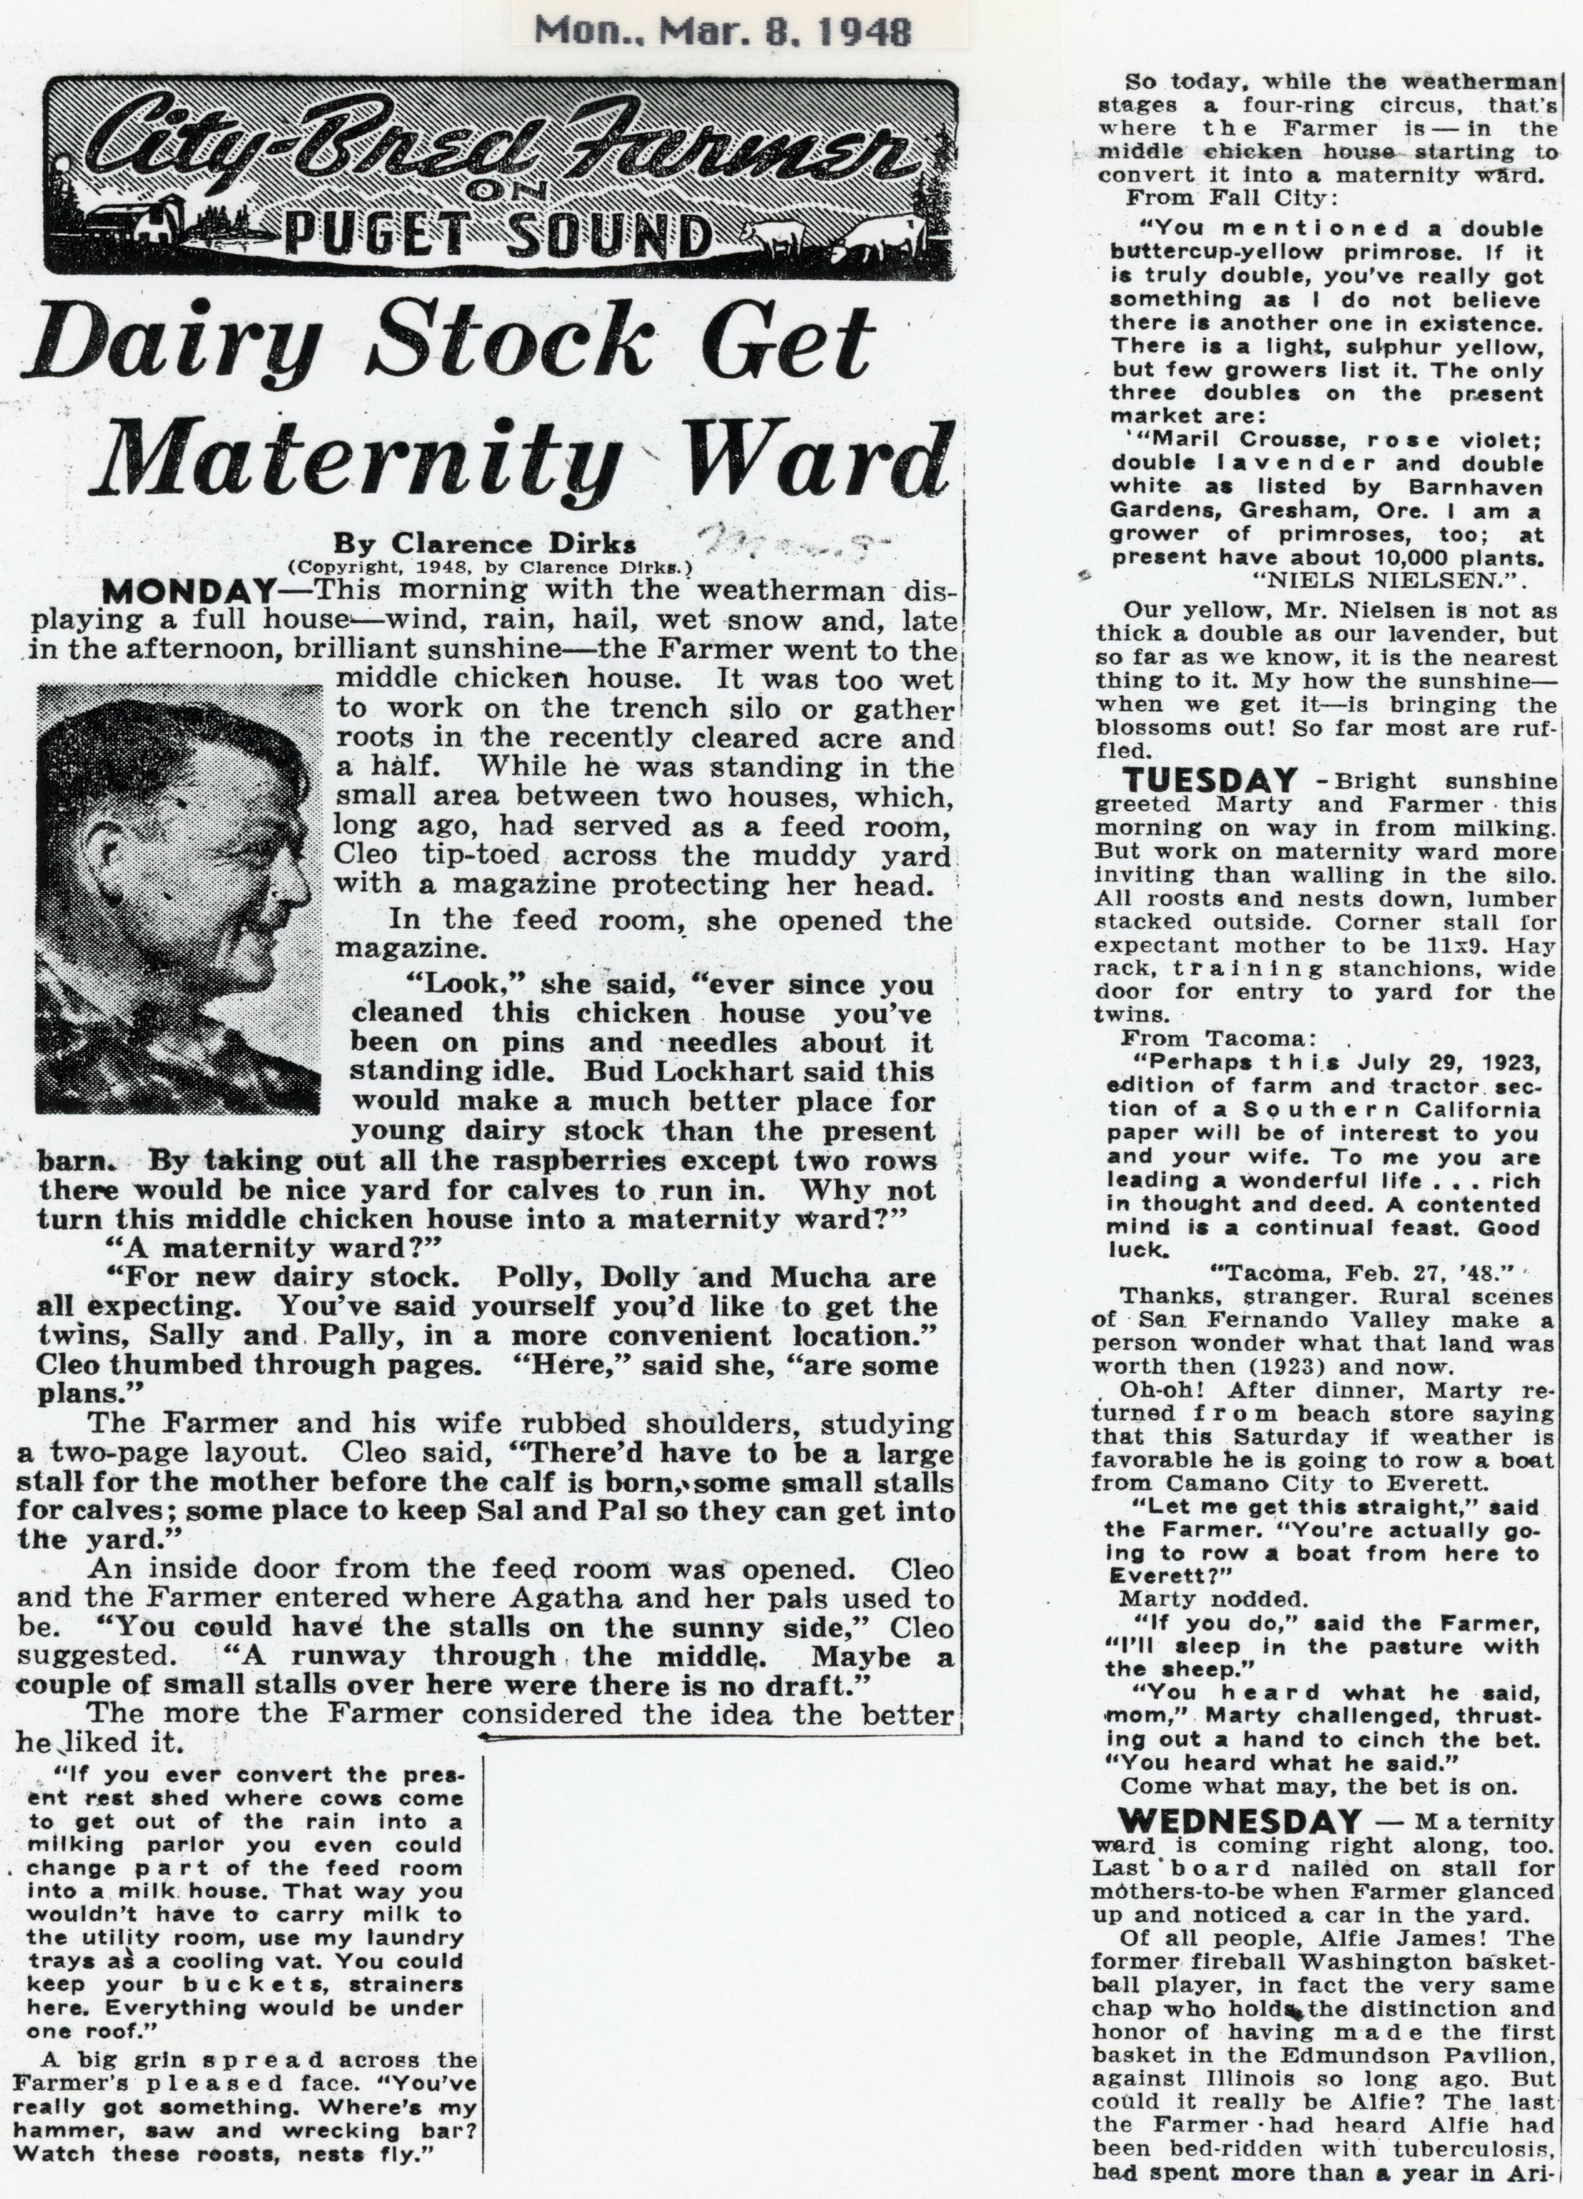 Mon., Mar. 8, 1948
City-Bred Farmer
ON
PUGET SOUND
Dairy Stock Get
Maternity Ward
By Clarence Dirks
(Copyright, 1948, by Clarence Dirks.)
MONDAY—This morning with the weatherman dis-
playing a full house—wind, rain, hail, wet snow and, late
in the afternoon, brilliant sunshine—the Farmer went to the
middle chicken house. It was too wet
to work on the trench silo or gather
roots in the recently cleared acre and
a half. While he was standing in the
small area between two houses, which,
long ago, had served as a feed room,
Cleo tip-toed across the muddy yard
with a magazine protecting her head.
In the feed room, she opened the
magazine.
“Look,” she said, “ever since you
cleaned this chicken house you’ve
been on pins and needles about it
standing idle. Bud Lockhart said this
would make a much better place for
young dairy stock than the present
barn. By taking out all the raspberries except two rows
there would be nice yard for calves to run in. Why not
turn this middle chicken house into a maternity ward?”
“A maternity ward?”
“For new dairy stock. Polly, Dolly and Mucha are
all expecting. You’ve said yourself you’d like to get the
twins, Sally and Pally, in a more convenient location.”
Cleo thumbed through pages. “Here,” said she, “are some
plans.”
The Farmer and his wife rubbed shoulders, studying
a two-page layout. Cleo said, “There’d have to be a large
stall for the mother before the calf is born, some small stalls
for calves; some place to keep Sal and Pal so they can get into
the yard.”
An inside door from the feed room was opened. Cleo
and the Farmer entered where Agatha and her pals used to
be. “You could have the stalls on the sunny side,” Cleo
suggested. “A runway through the middle. Maybe a
couple of small stalls over here were there is no draft.”
The more the Farmer considered the idea the better
he liked it.
“If you ever convert the pres-
ent rest shed where cows come
to get out of the rain into a
milking parlor you even could
change part of the feed room
into a milk house. That way you
wouldn’t have to carry milk to
the utility room, use my laundry
trays as a cooling vat. You could
keep your buckets, strainers
here. Everything would be under
one roof.”
A big grin spread across the
Farmer’s pleased face. “You’ve
really got something. Where’s my
hammer, saw and wrecking bar?
Watch these roosts, nests fly.”
So today, while the weatherman
stages a four-ring circus, that’s
where the Farmer is—in the
middle chicken house starting to
convert it into a maternity ward.
From Fall City:
“You mentioned a double
buttercup-yellow primrose. If it
is truly double, you’ve really got
something as I do not believe
there is another one in existence.
There is a light, sulphur yellow,
but few growers list it. The only
three doubles on the present
market are:
“Maril Crousse, rose violet;
double lavender and double
white as listed by Barnhaven
Gardens, Gresham, Ore. I am a
grower of primroses, too; at
present have about 10,000 plants.
“NIELS NIELSEN.”
Our yellow, Mr. Nielsen is not as
thick a double as our lavender, but
so far as we know, it is the nearest
thing to it. My how the sunshine—
when we get it—is bringing the
blossoms out! So far most are ruf-
fled.
TUESDAY - Bright sunshine
greeted Marty and Farmer this
morning on way in from milking.
But work on maternity ward more
inviting than walling in the silo.
All roosts and nests down, lumber
stacked outside. Corner stall for
expectant mother to be 11x9. Hay
rack, training stanchions, wide
door for entry to yard for the
twins.
From Tacoma:
“Perhaps this July 29, 1923,
edition of farm and tractor sec-
tion of a Southern California
paper will be of interest to you
and your wife. To me you are
leading a wonderful life . . . rich
in thought and deed. A contented
mind is a continual feast. Good
luck.
“Tacoma, Feb. 27, ’48.”
Thanks, stranger. Rural scenes
of San Fernando Valley make a
person wonder what that land was
worth then (1923) and now.
Oh-oh! After dinner, Marty re-
turned from beach store saying
that this Saturday if weather is
favorable he is going to row a boat
from Camano City to Everett.
“Let me get this straight,” said
the Farmer. “You’re actually go-
ing to row a boat from here to
Everett?”
Marty nodded.
“If you do,” said the Farmer,
“I’ll sleep in the pasture with
the sheep.”
“You heard what he said,
mom,” Marty challenged, thrust-
ing out a hand to cinch the bet.
“You heard what he said.”
Come what may, the bet is on.
WEDNESDAY — Maternity
ward is coming right along, too.
Last board nailed on stall for
mothers-to-be when Farmer glanced
up and noticed a car in the yard.
Of all people, Alfie James! The
former fireball Washington basket-
ball player, in fact the very same
chap who holds the distinction and
honor of having made the first
basket in the Edmundson Pavilion,
against Illinois so long ago. But
could it really be Alfie? The last
the Farmer had heard Alfie had
been bed-ridden with tuberculosis,
had spent more than a year in Ari-